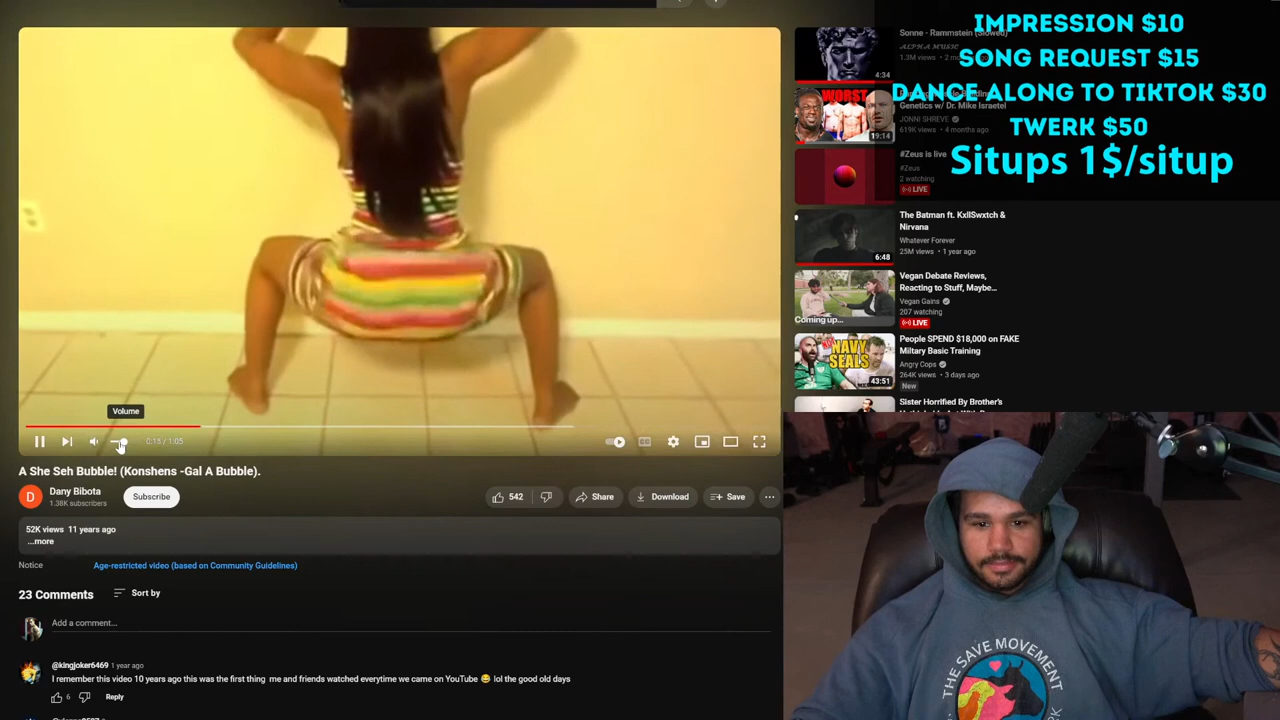 IMPRESSION $10
SONG REQUEST $15
DANCE ALONG TO TIKTOK $30
TWERK $50
Situps 1$/situp
Sonne - Rammstein (Slowed)
ALPHA MUSIC
1.3M views • 2
4:34
WORST
Genetics w/ Dr. Mike Israetel
JONNI SHREVE
619K views • 4 months ago
19:14
#Zeus is live
#Zeus
2 watching
LIVE
The Batman ft. KxllSwxtch &
Nirvana
Whatever Forever
25M views • 1 year ago
6:48
Vegan Debate Reviews,
Reacting to Stuff, Maybe...
Vegan Gains
207 watching
LIVE
Coming up...
People SPEND $18,000 on FAKE
Miltary Basic Training
Angry Cops
264K views • 3 days ago
New
NAVY
SEALS
43:51
Sister Horrified By Brother's
Volume
0:15 / 1:05
CC
A She Seh Bubble! (Konshens -Gal A Bubble).
D
Dany Bibota
1.38K subscribers
Subscribe
542
Share
Download
Save
52K views 11 years ago
...more
Notice
Age-restricted video (based on Community Guidelines)
23 Comments
Sort by
Add a comment...
@kingjoker6469 1 year ago
I remember this video 10 years ago this was the first thing me and friends watched everytime we came on YouTube 😂 lol the good old days
6
Reply
THE SAVE MOVEMENT